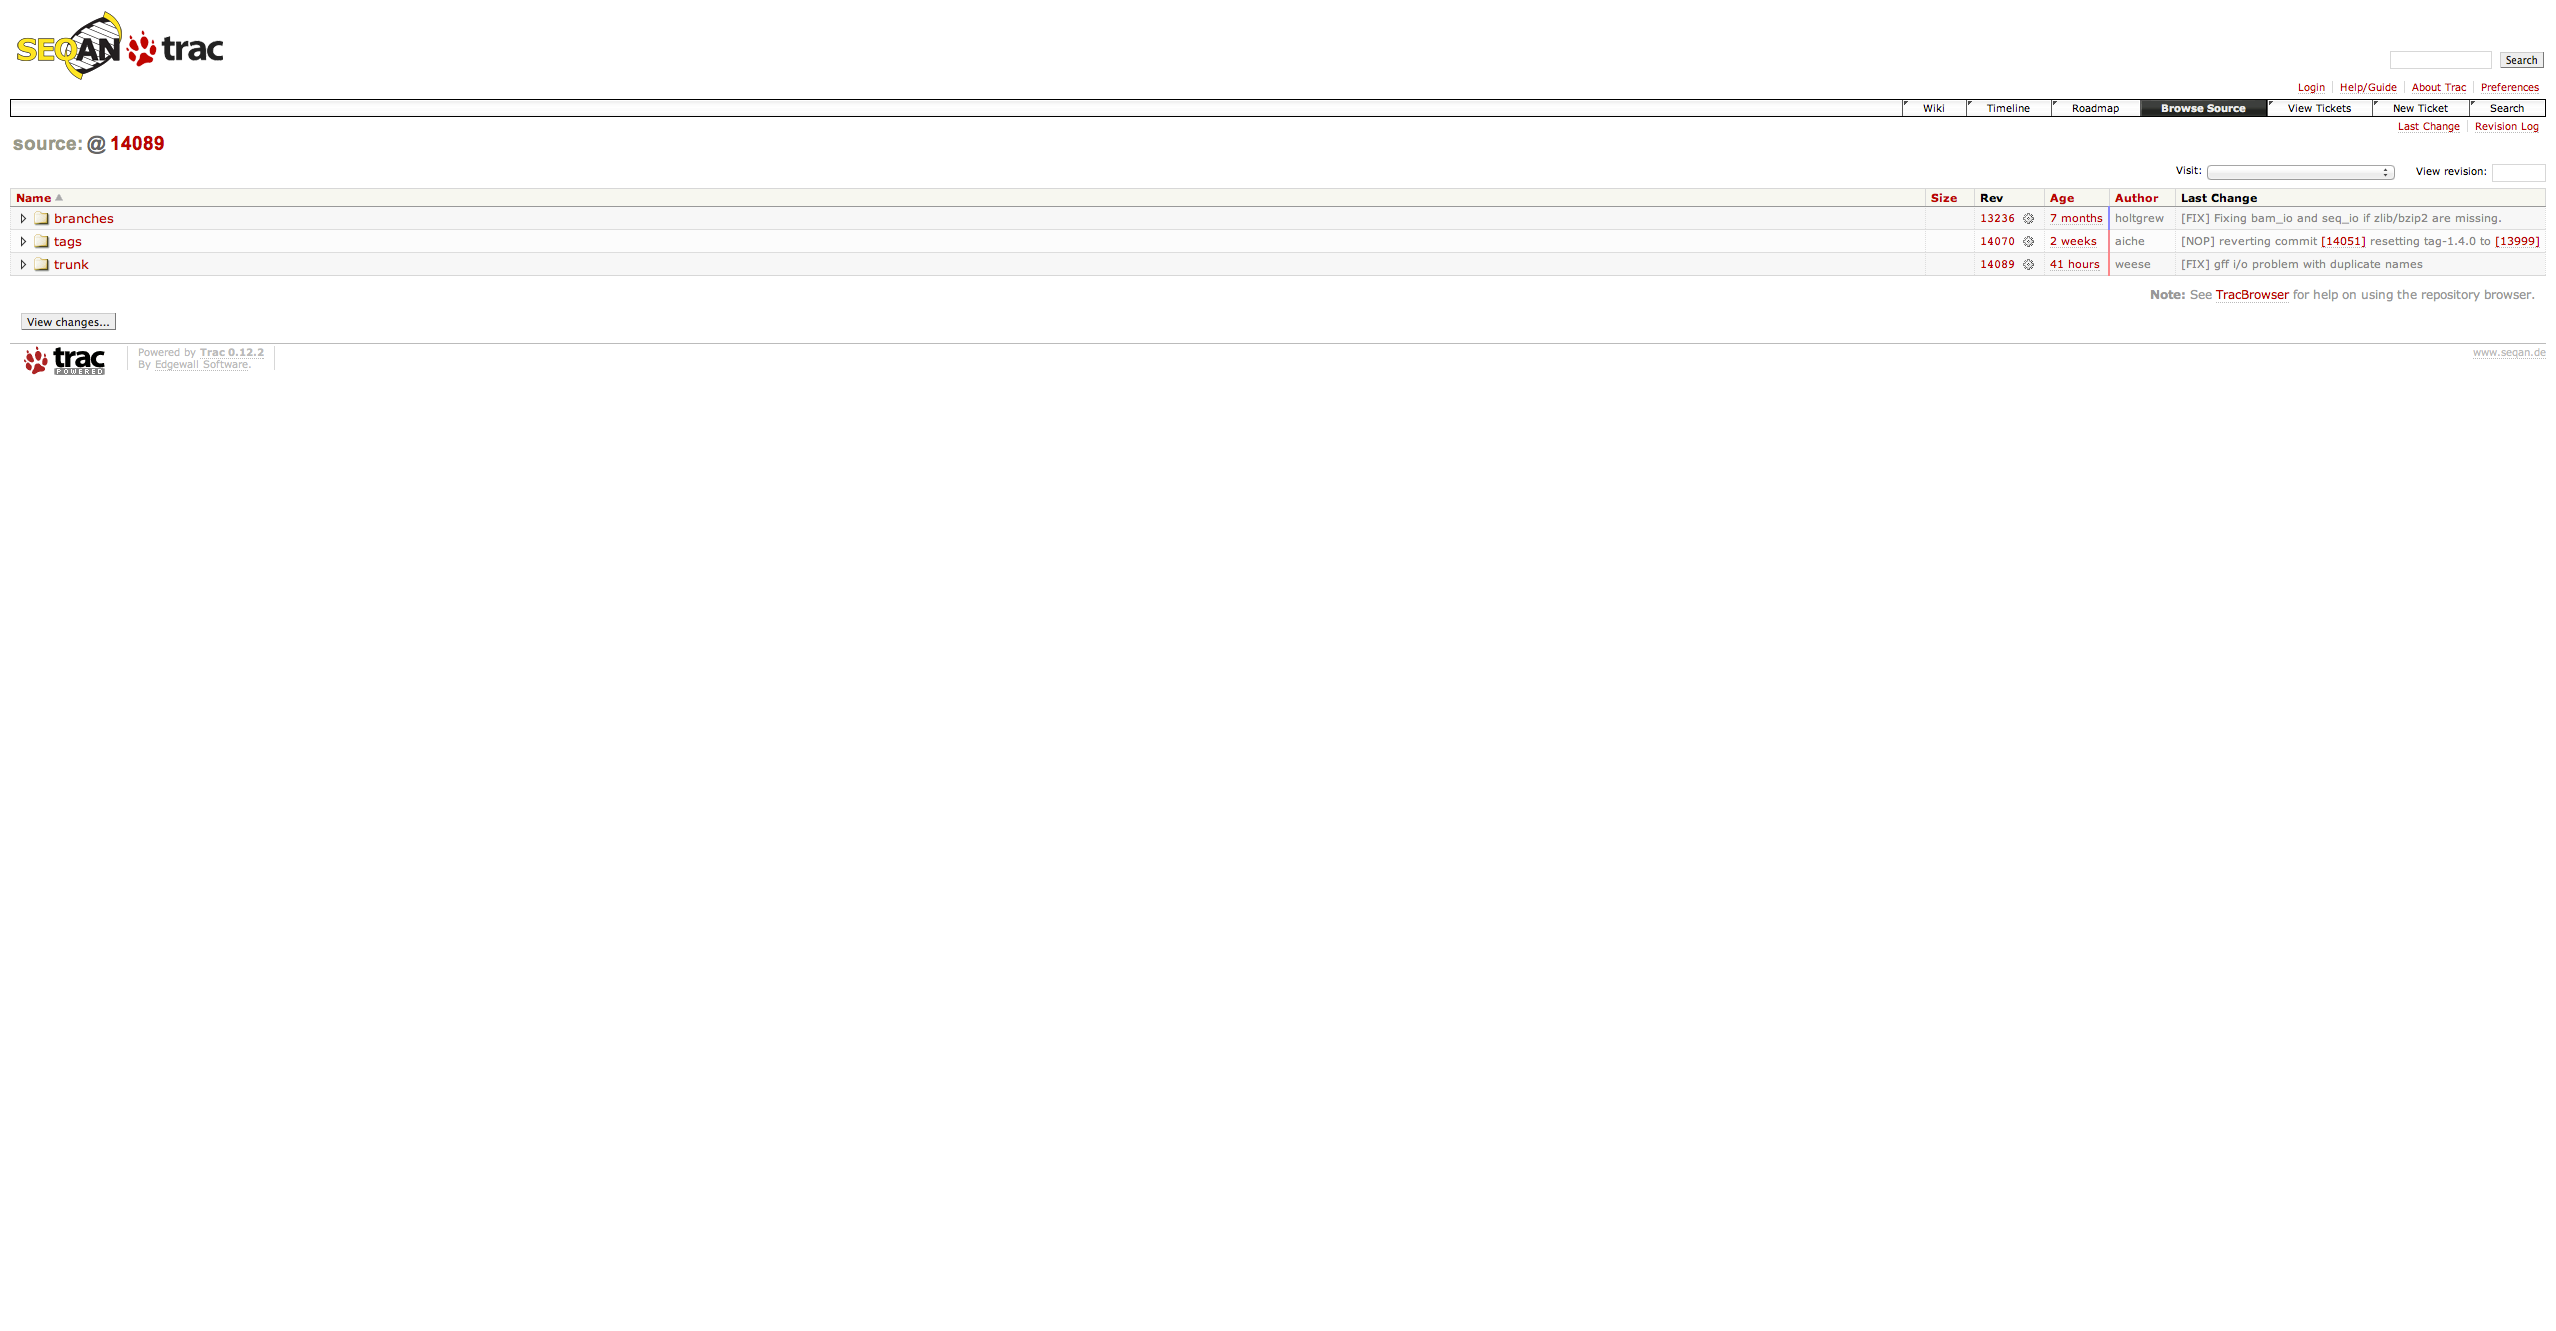 SEQAN trac
Search
Login Help/Guide About Trac Preferences
Wiki Timeline Roadmap Browse Source View Tickets New Ticket Search
Last Change Revision Log
source: @ 14089
Visit: View revision:
Name Size Rev Age Author Last Change
branches 13236 7 months holtgrew [FIX] Fixing bam_io and seq_io if zlib/bzip2 are missing.
tags 14070 2 weeks aiche [NOP] reverting commit [14051] resetting tag-1.4.0 to [13999]
trunk 14089 41 hours weese [FIX] gff i/o problem with duplicate names
Note: See TracBrowser for help on using the repository browser.
View changes...
trac POWERED
Powered by Trac 0.12.2
By Edgewall Software.
www.seqan.de